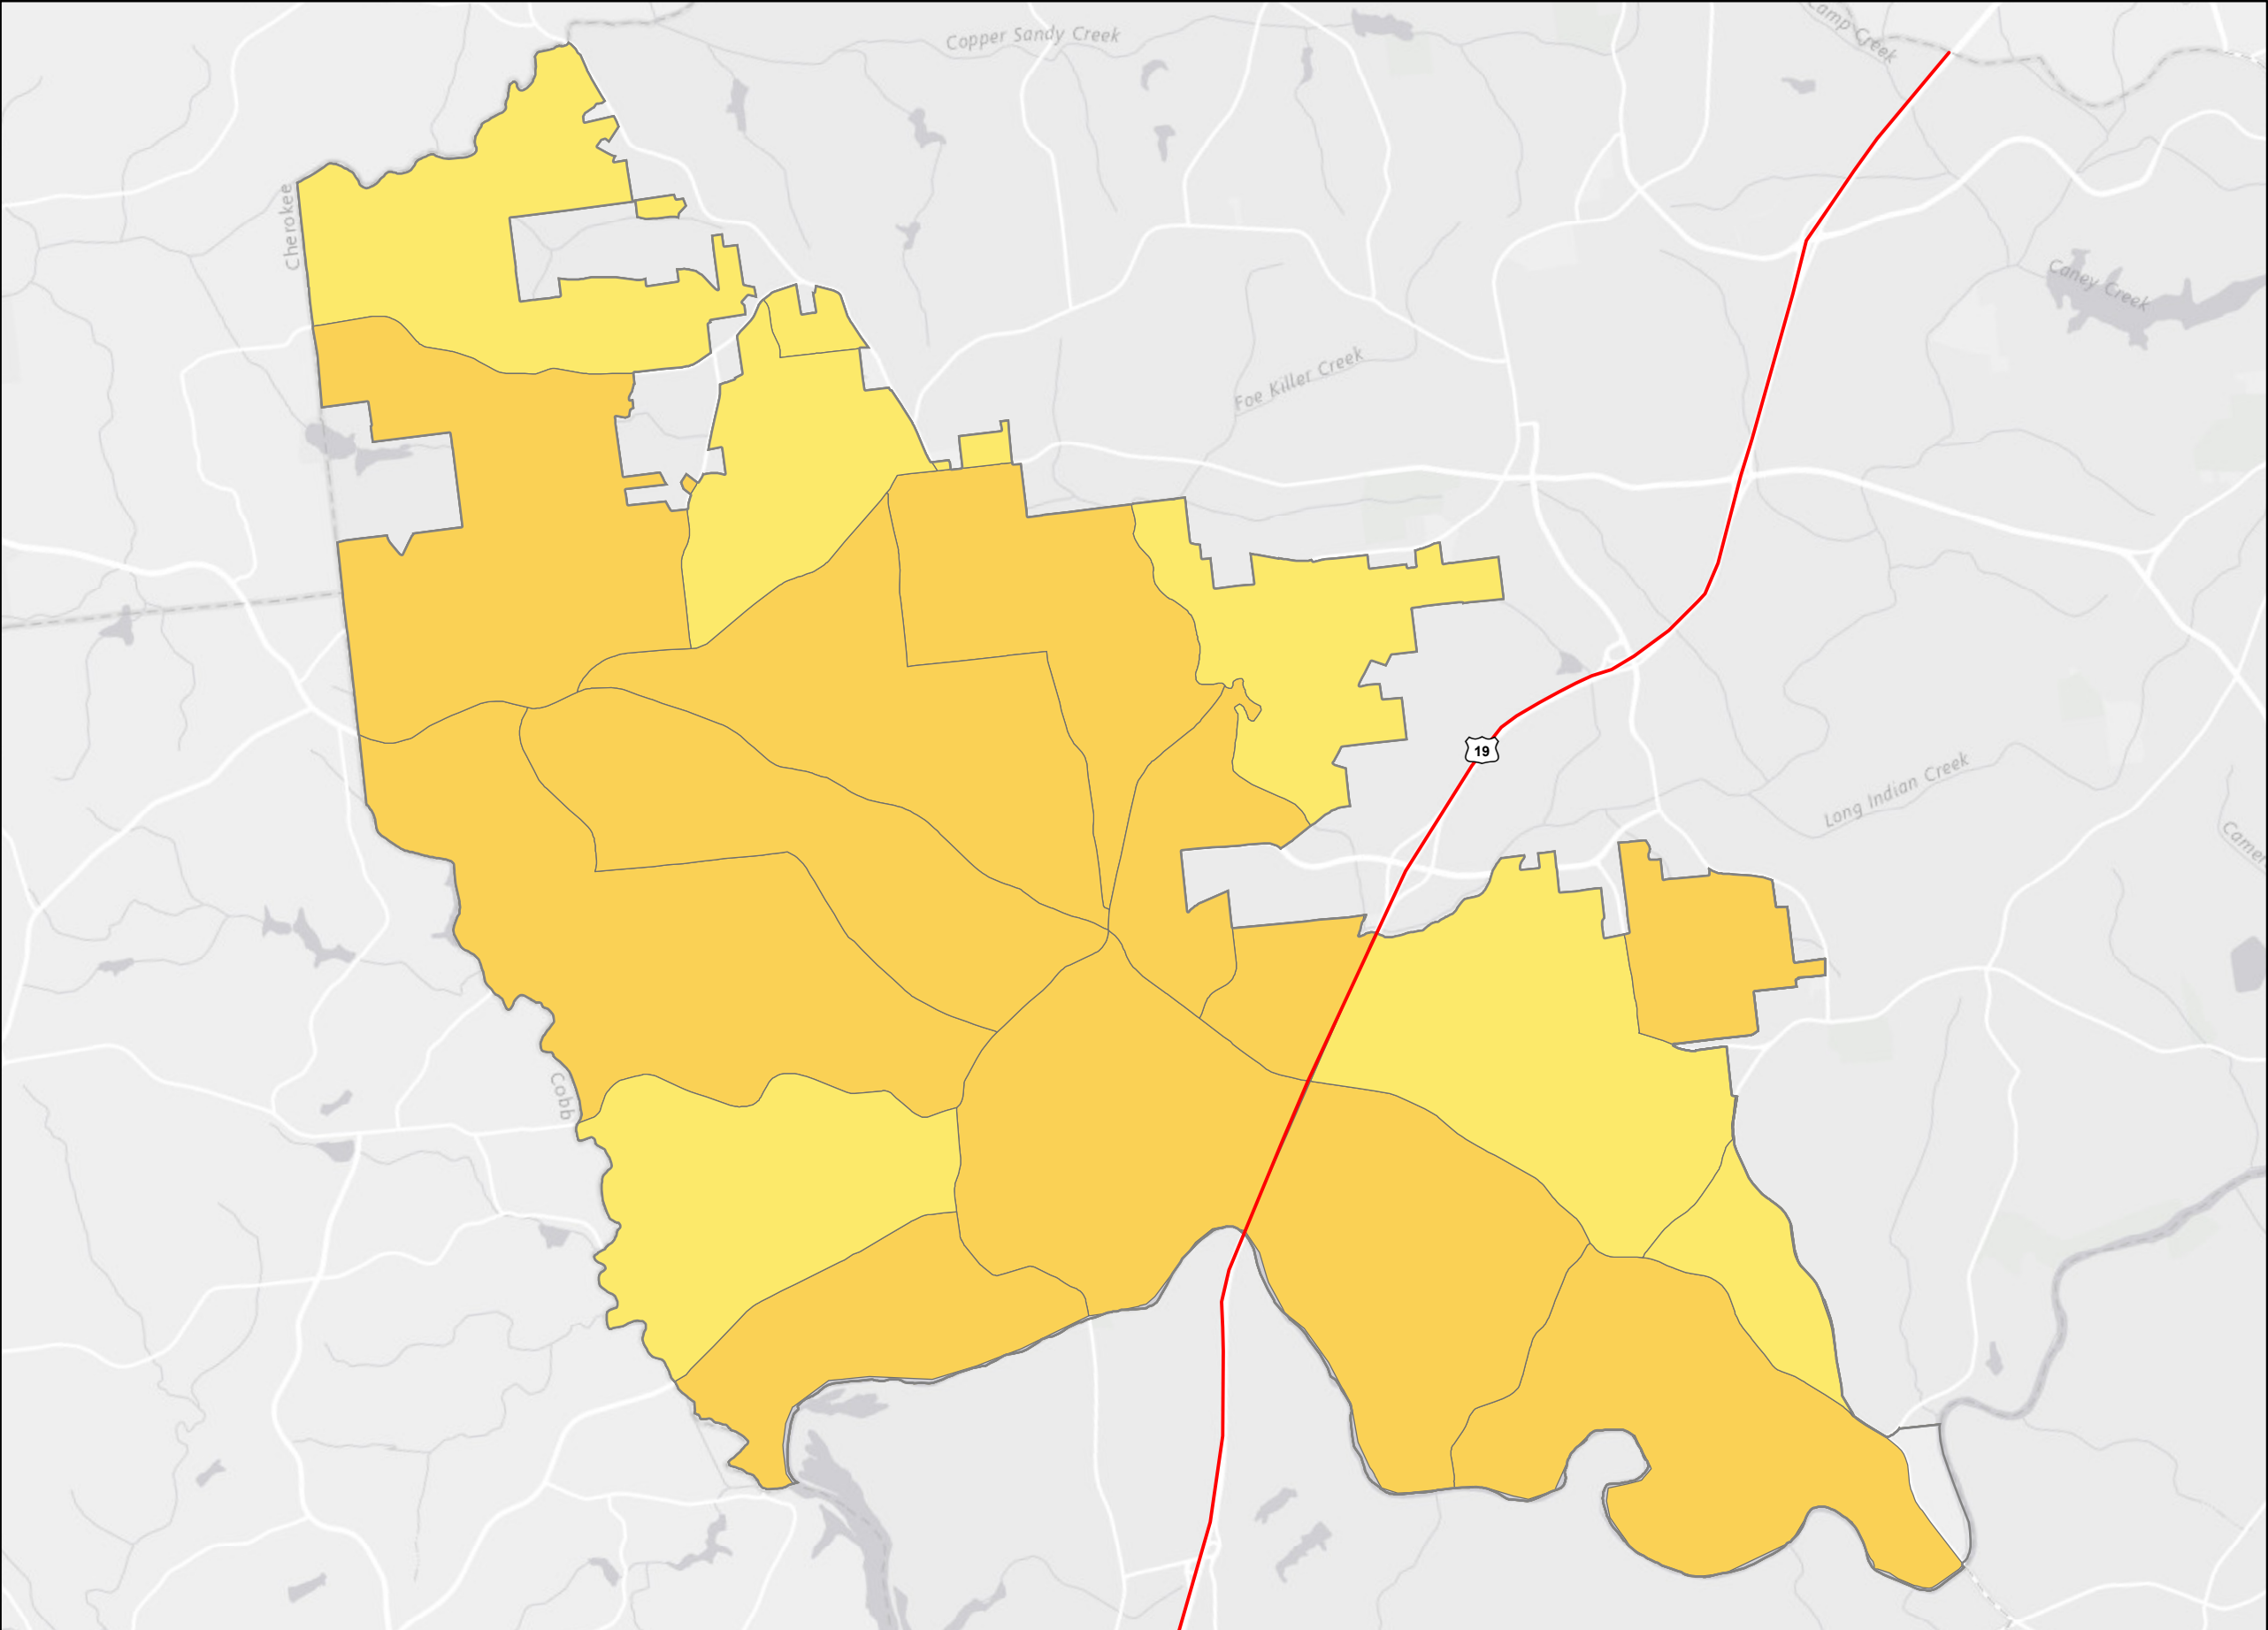 Copper Sandy Creek
Camp Creek
Cherokee
Caney Creek
Foe Killer Creek
19
Long Indian Creek
Cobb